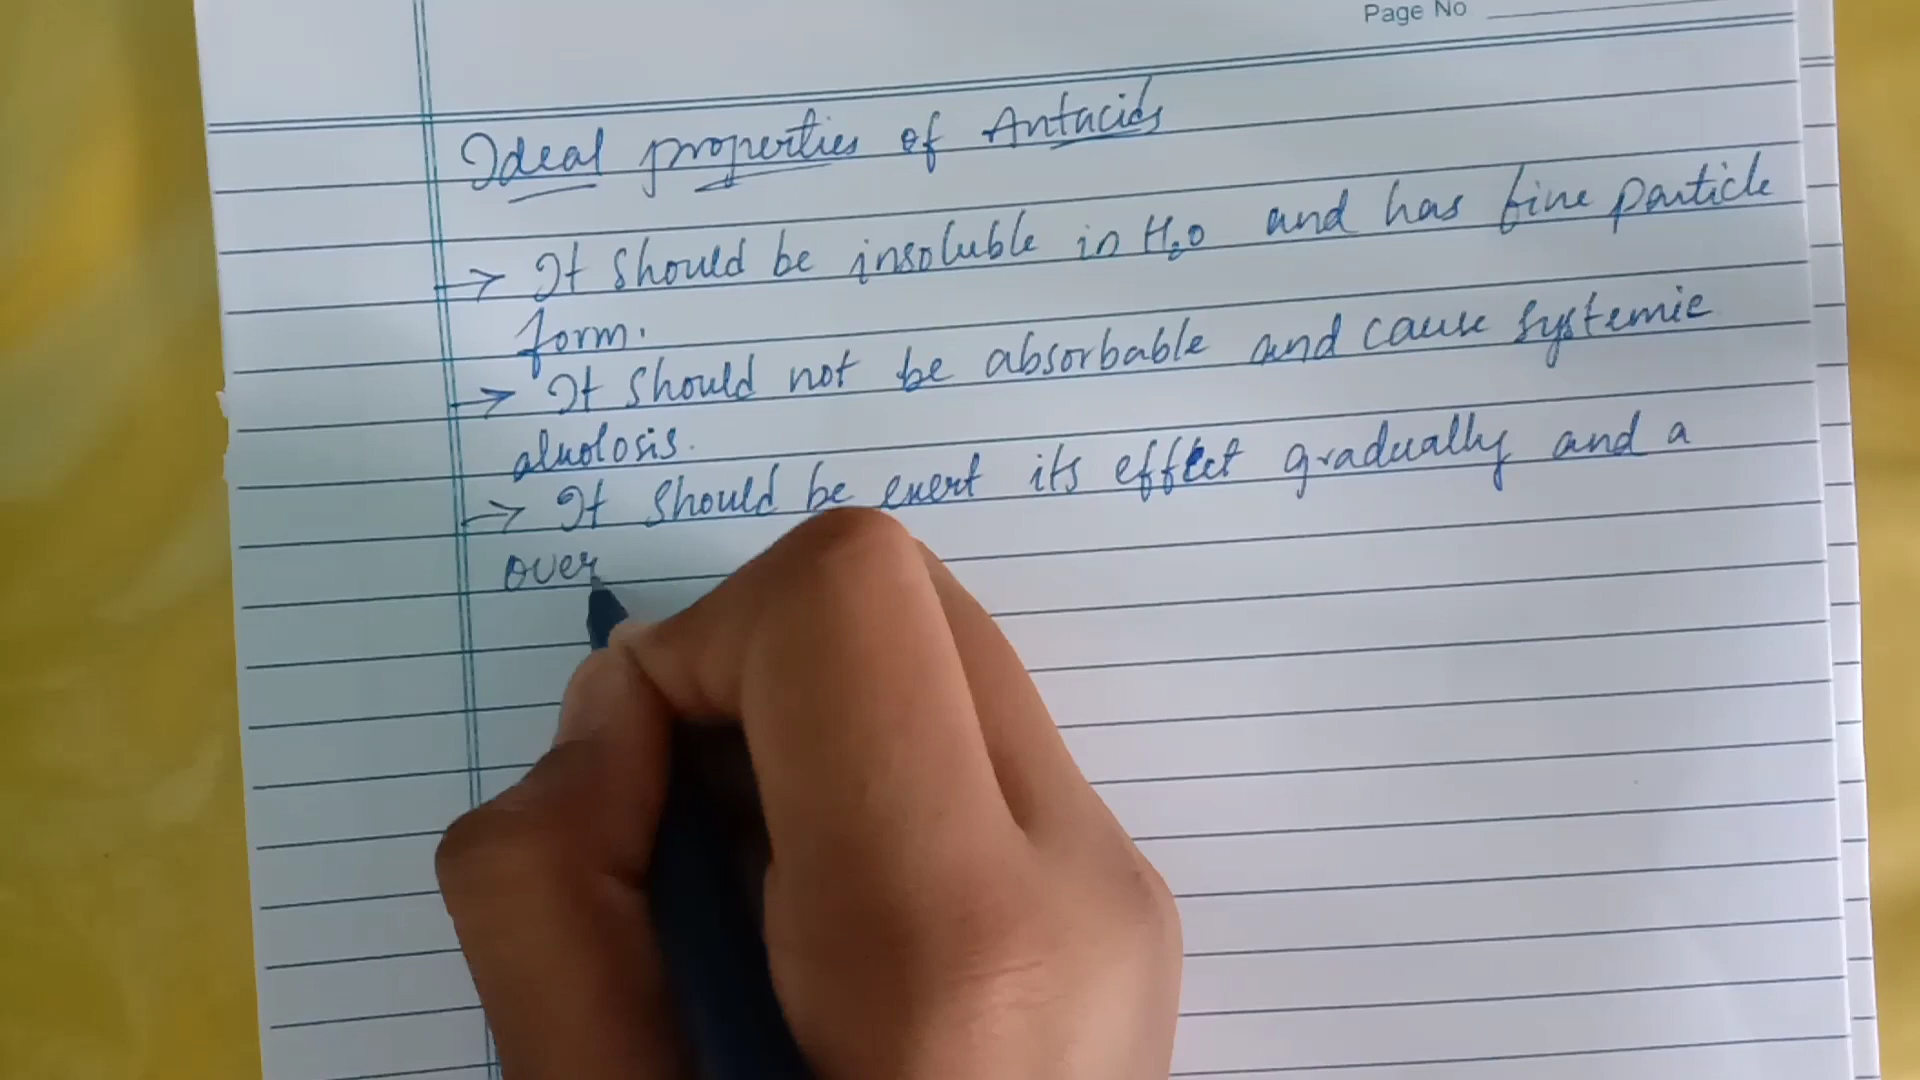 Page No
Ideal properties of Antacids
→ It should be insoluble in H₂O and has fine particle
form.
→ It should not be absorbable and cause systemic
alkolosis.
→ It should be exert its effect gradually and a
over